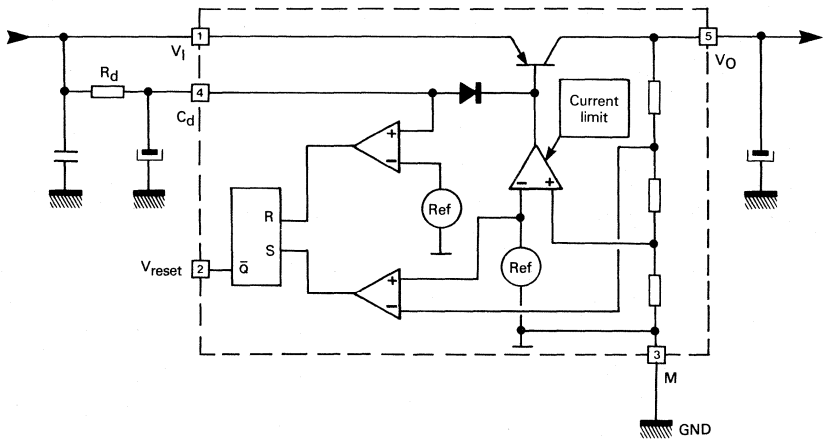 1
V_I
5
V_O
R_d
4
C_d
Current
limit
+
−
−
+
Ref
R
S
Q̅
V_reset
2
+
−
Ref
3
M
GND